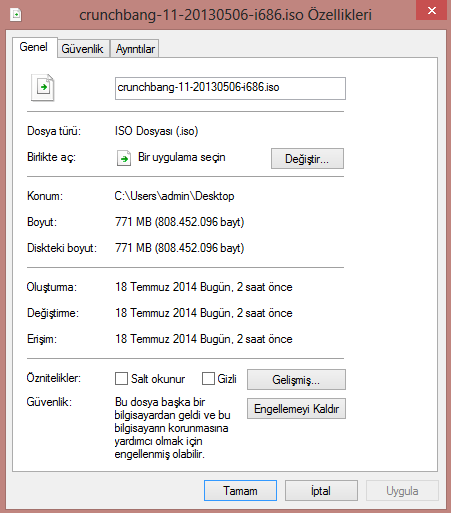 crunchbang-11-20130506-i686.iso Özellikleri
Genel Güvenlik Ayrıntılar
crunchbang-11-20130506-i686.iso
Dosya türü: ISO Dosyası (.iso)
Birlikte aç: Bir uygulama seçin Değiştir...
Konum: C:\Users\admin\Desktop
Boyut: 771 MB (808.452.096 bayt)
Diskteki boyut: 771 MB (808.452.096 bayt)
Oluşturma: 18 Temmuz 2014 Bugün, 2 saat önce
Değiştirme: 18 Temmuz 2014 Bugün, 2 saat önce
Erişim: 18 Temmuz 2014 Bugün, 2 saat önce
Öznitelikler: Salt okunur Gizli Gelişmiş...
Güvenlik: Bu dosya başka bir
bilgisayardan geldi ve bu
bilgisayarın korunmasına
yardımcı olmak için
engellenmiş olabilir.
Engellemeyi Kaldır
Tamam İptal Uygula